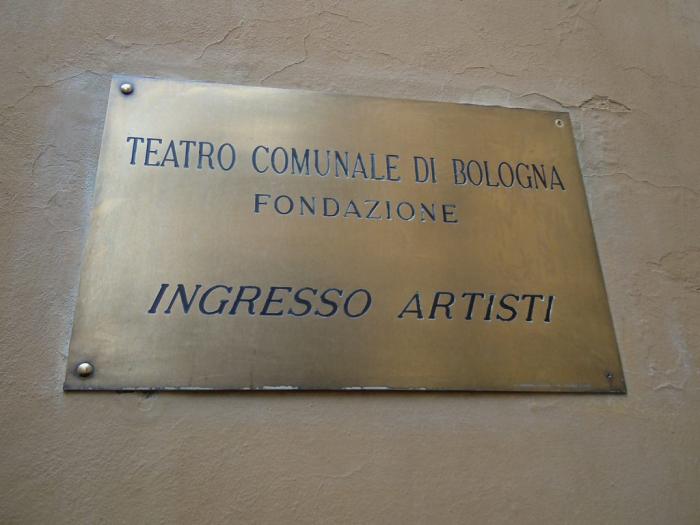 TEATRO COMUNALE DI BOLOGNA
FONDAZIONE
INGRESSO ARTISTI